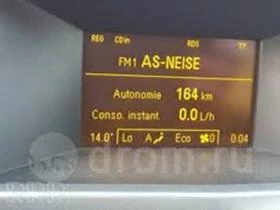 REG CDin RDS TP
FM1 AS-NEISE
Autonomie 164 km
Conso. instant. 0.0 L/h
14.0° Lo A Eco 0 0:04
drom.ru